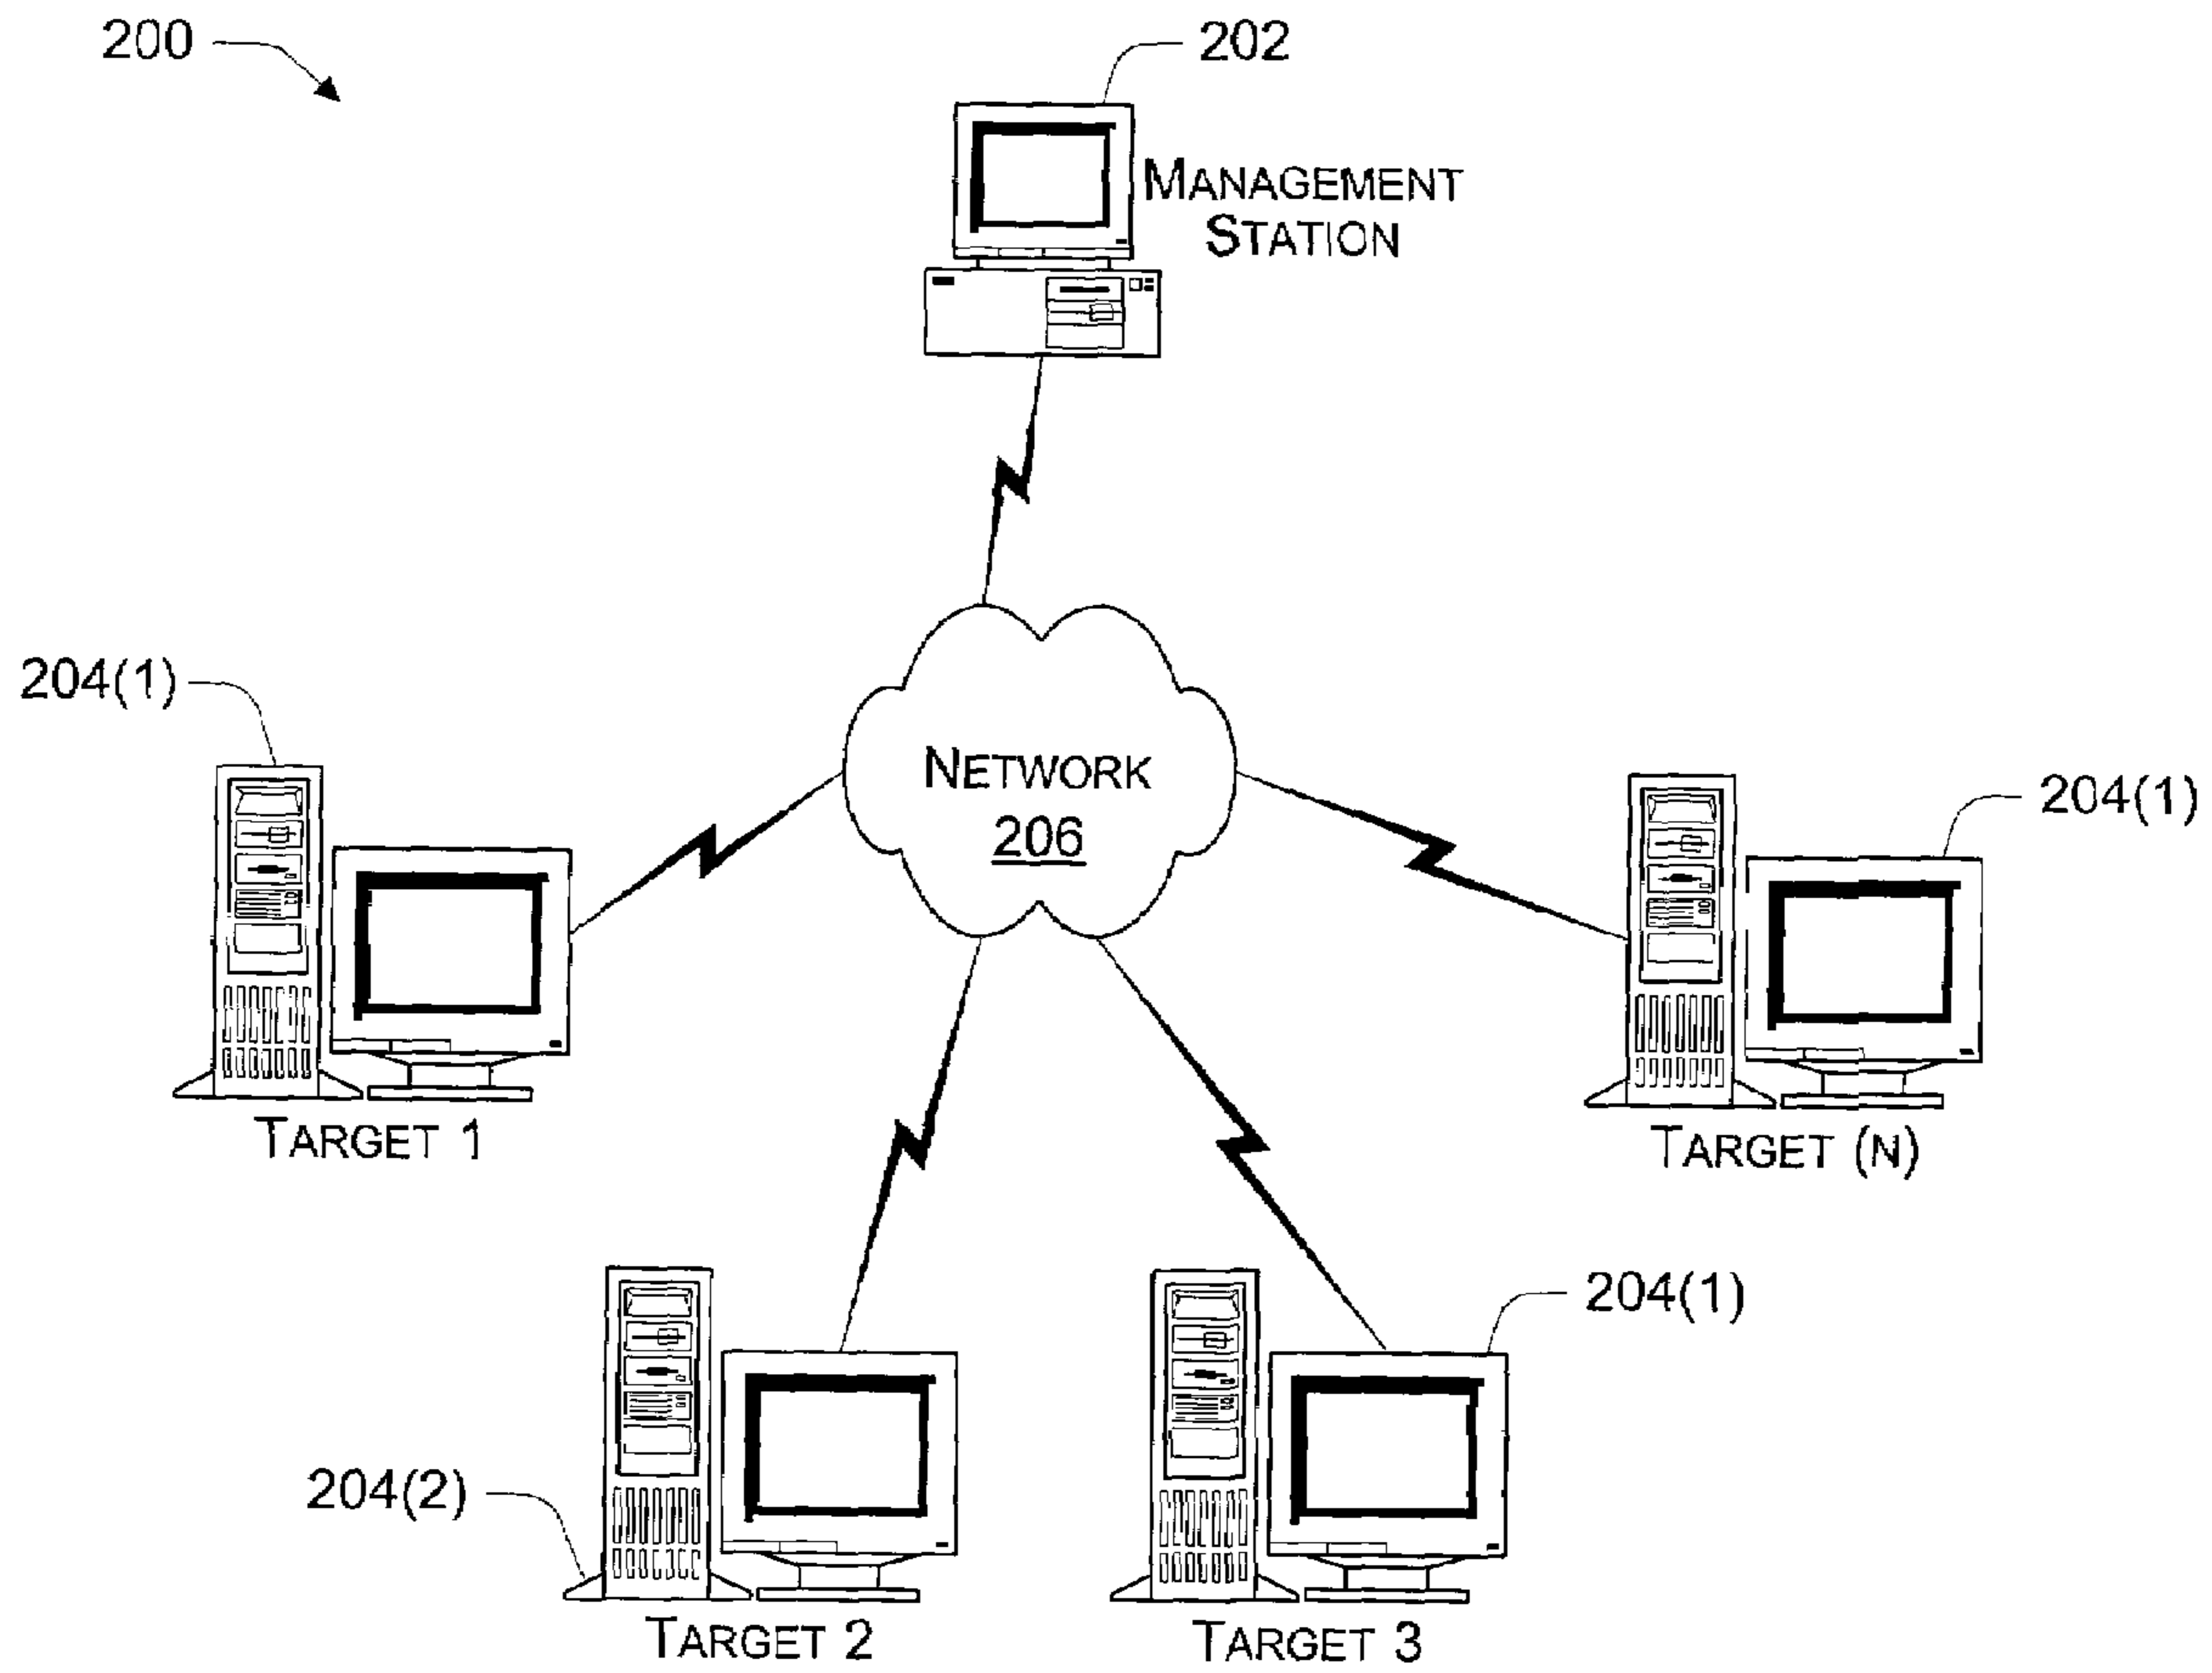 200
202
MANAGEMENT
STATION
204(1)
NETWORK
206
204(1)
TARGET 1
TARGET (N)
204(1)
204(2)
TARGET 2
TARGET 3